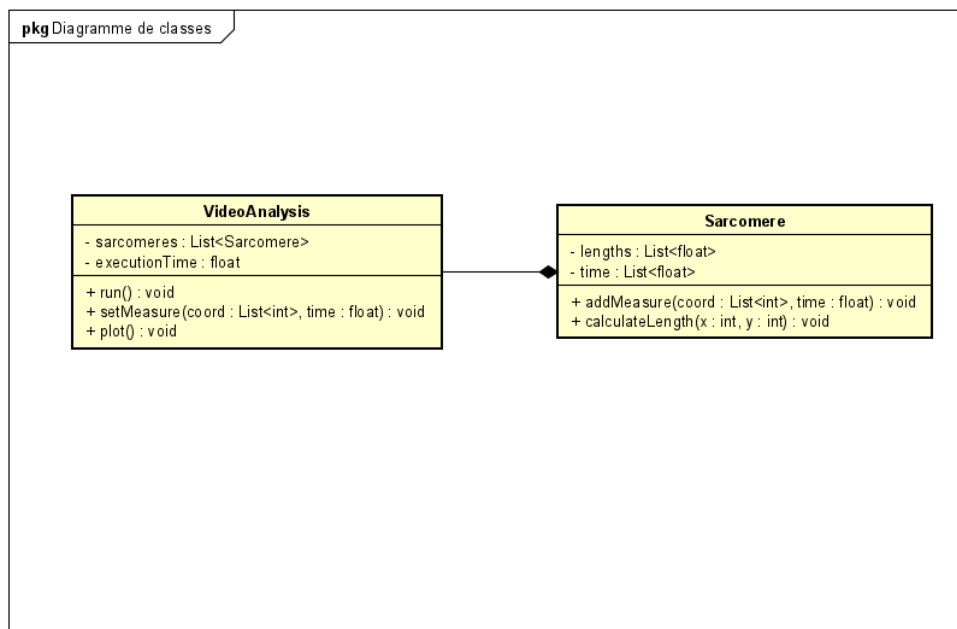 pkg Diagramme de classes
VideoAnalysis
- sarcomeres : List<Sarcomere>
- executionTime : float
+ run() : void
+ setMeasure(coord : List<int>, time : float) : void
+ plot() : void
Sarcomere
- lengths : List<float>
- time : List<float>
+ addMeasure(coord : List<int>, time : float) : void
+ calculateLength(x : int, y : int) : void